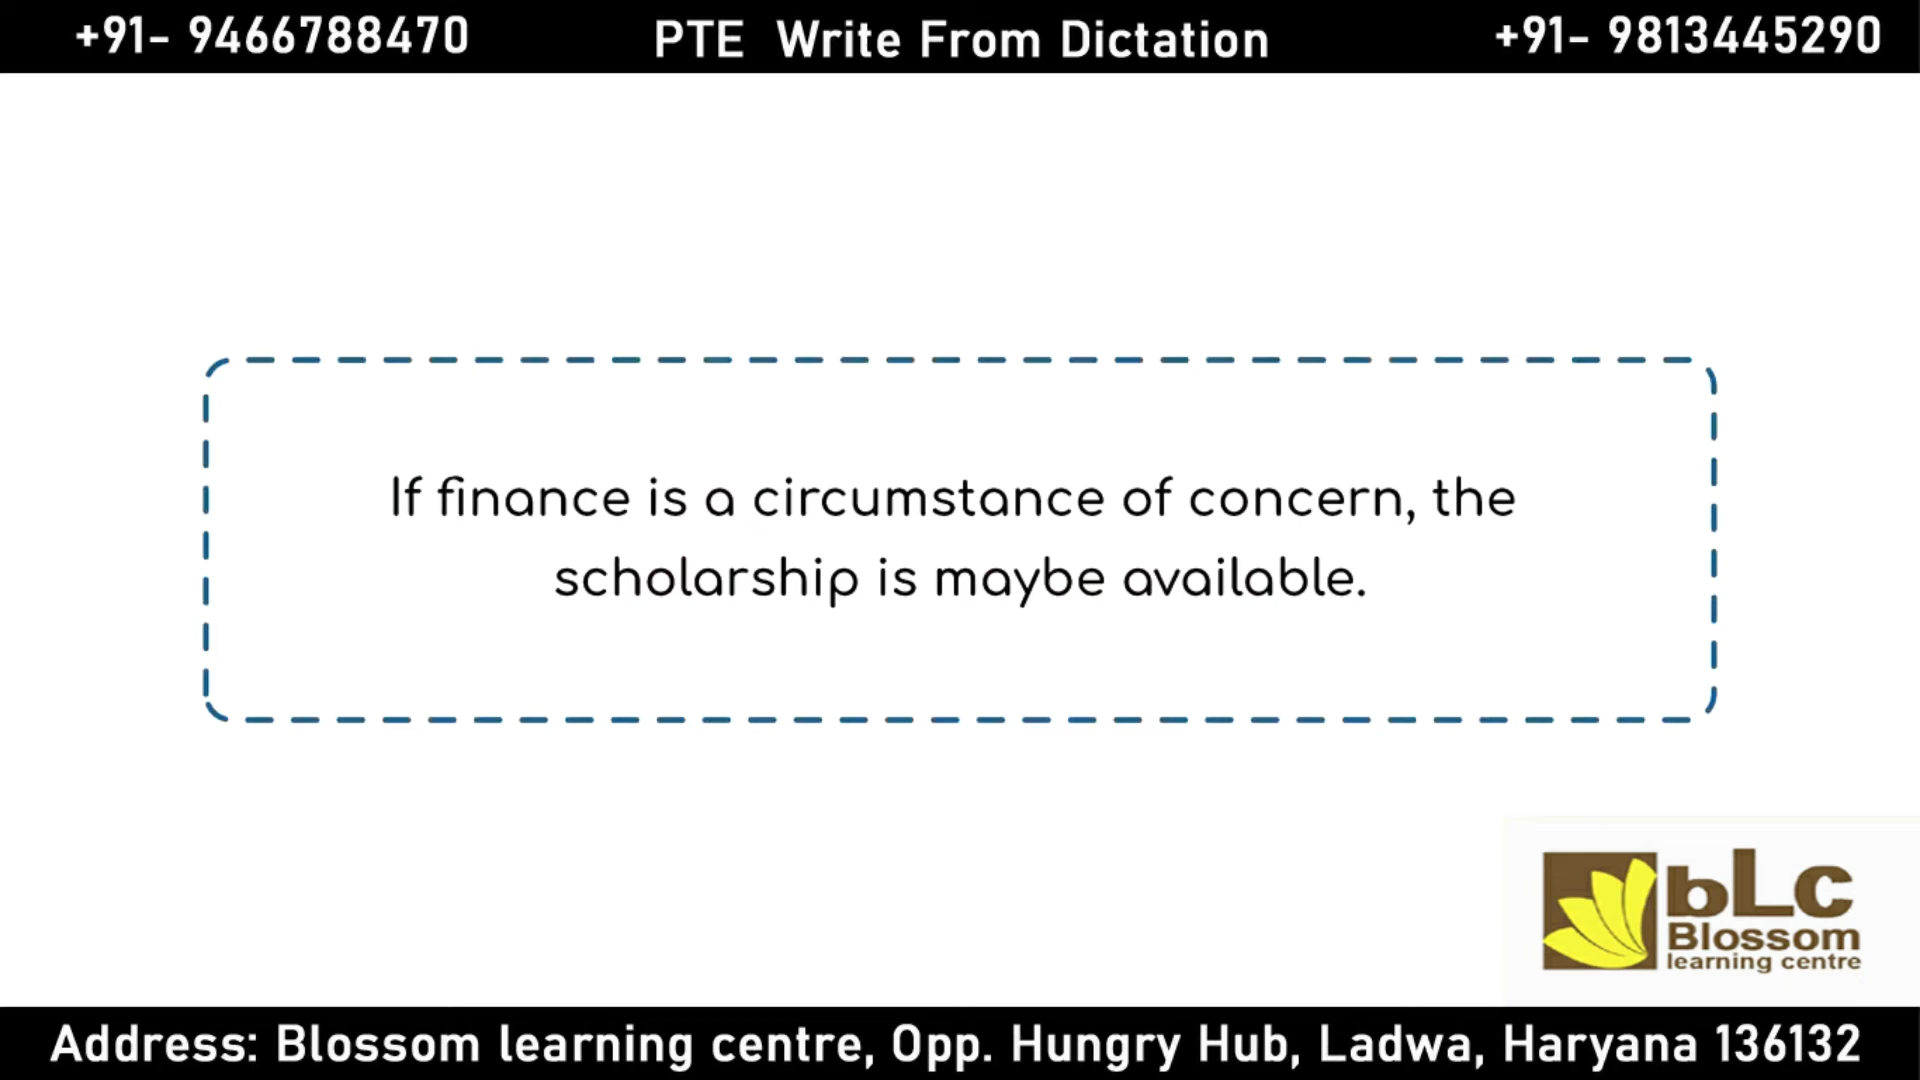 +91- 9466788470 PTE Write From Dictation +91- 9813445290
If finance is a circumstance of concern, the
scholarship is maybe available.
bLc
Blossom
learning centre
Address: Blossom learning centre, Opp. Hungry Hub, Ladwa, Haryana 136132